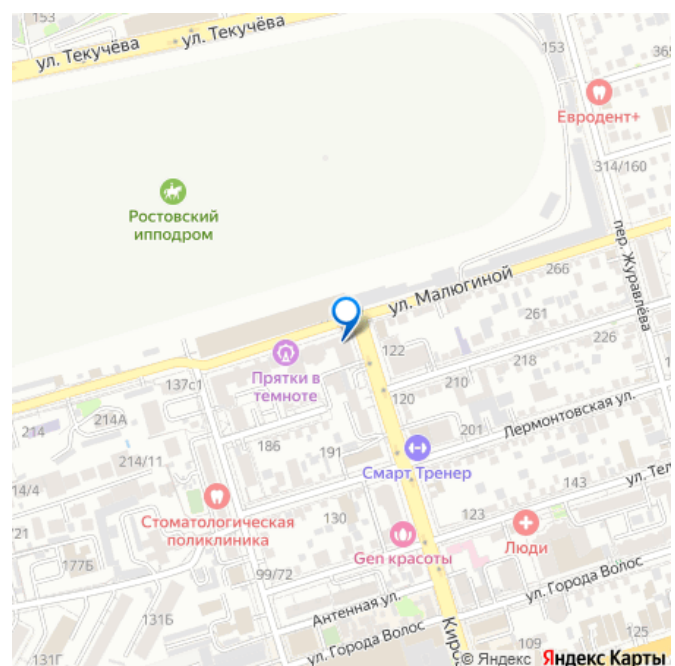 ул. Текучёва
ул. Текучёва
153
365
Евродент+
314/160
Ростовский
ипподром
пер. Журавлёва
ул. Малюгиной
266
261
226
122
218
Прятки в
темноте
137с1
210
120
214А
214
Лермонтовская ул.
201
186
191
214/11
Смарт Тренер
14/4
143
ул. Тел
Стоматологическая
поликлиника
130
123
Люди
721
177Б
Gen красоты
99/72
ул. Города Волос
Антенная ул.
131Б
Киро
109
125
ул. Города Волос
131Г
© Яндекс Яндекс Карты